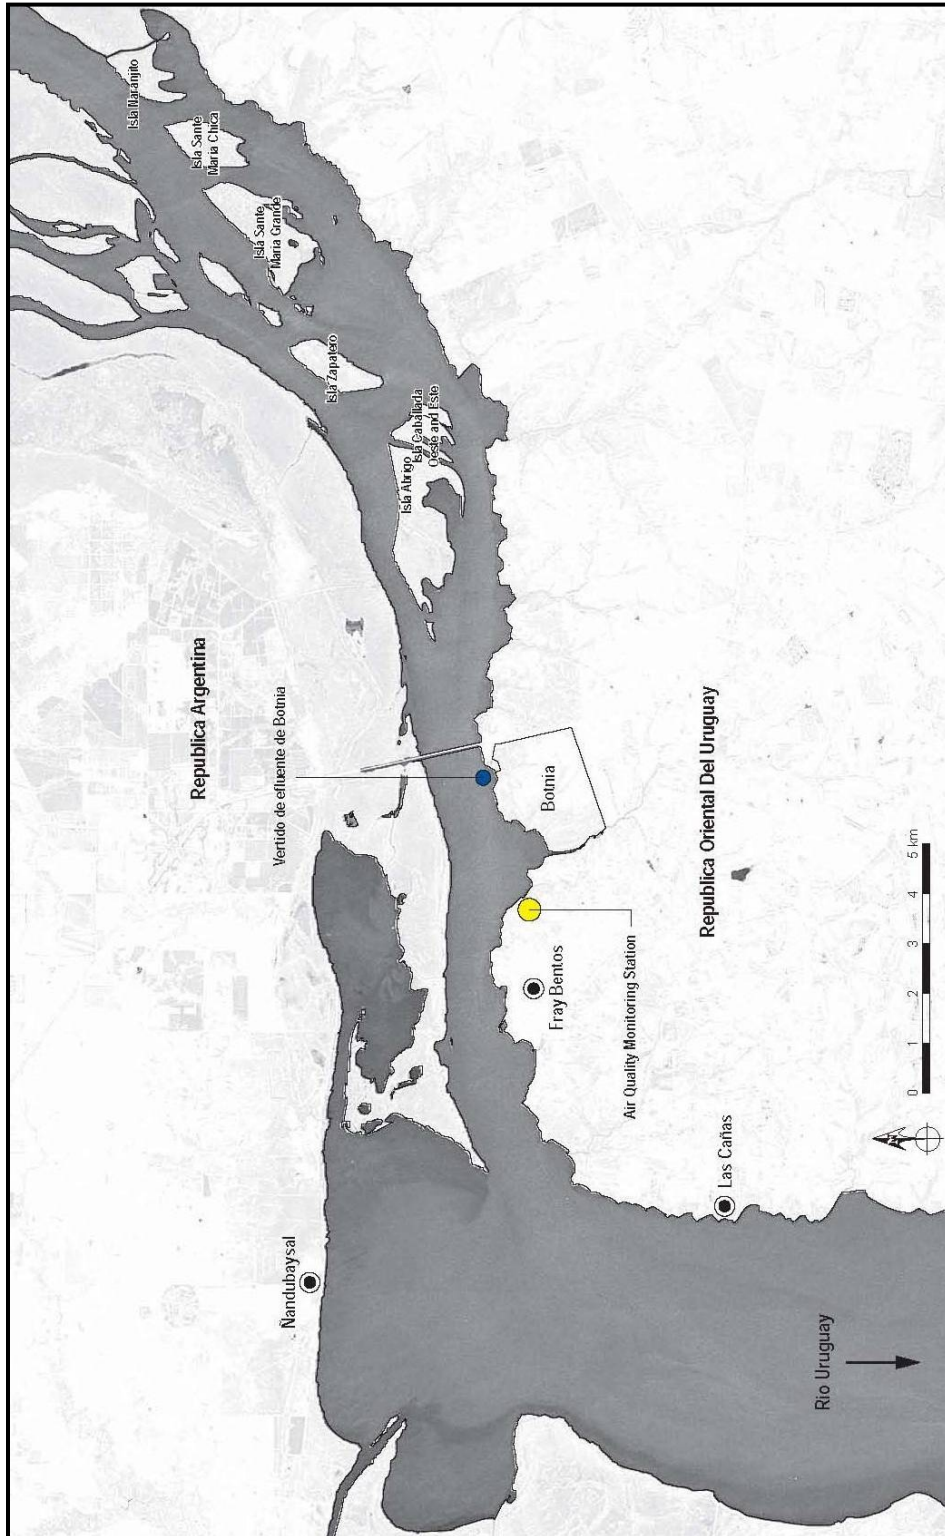 Isla Naranjito
Isla Sante
Maria Chica
Isla Sante
Maria Grande
Isla Zapatero
Isla Caballada
Oeste and Este
Isla Abrigo
Republica Argentina
Vertido de efluente de Botnia
Botnia
Republica Oriental Del Uruguay
Air Quality Monitoring Station
Fray Bentos
Las Cañas
Ñandubaysal
Rio Uruguay
0 1 2 3 4 5 km
N